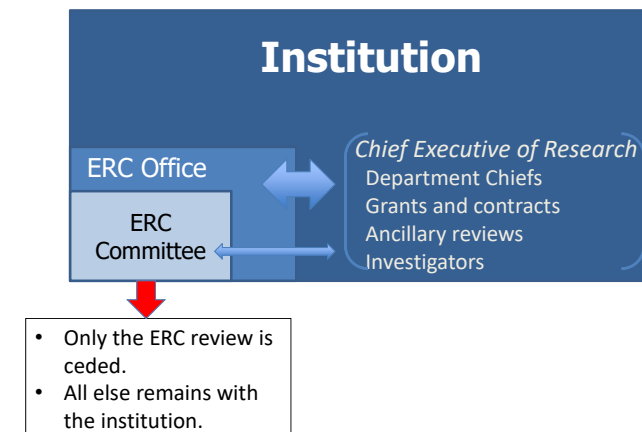 Institution
ERC Office
ERC
Committee
Chief Executive of Research
Department Chiefs
Grants and contracts
Ancillary reviews
Investigators
• Only the ERC review is
ceded.
• All else remains with
the institution.